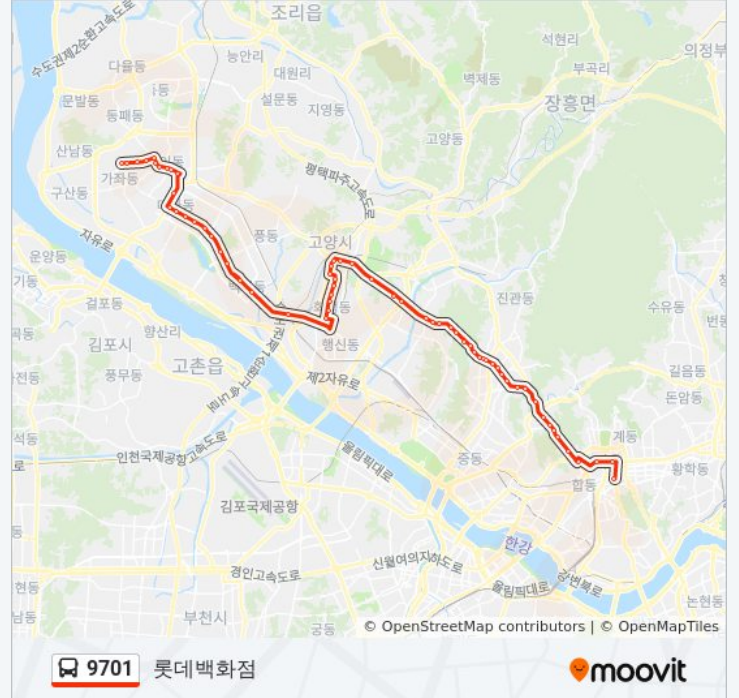 조리읍
수도권제2순환고속도로
능안리
석현리
의정부
다율동
대원리
벽제동
부곡리
문발동
설문동
지영동
장흥면
동패동
고양동
산남동
가좌동
평택파주고속도로
구산동
자유로
풍동
고양시
운양동
진관동
수유동
걸포동
향산리
김포시
행신동
고촌읍
풍무동
제2자유로
길음동
돈암동
인천국제공항고속도로
올림픽대로
중동
계동
황학동
합동
김포국제공항
한강
신월여의지하도로
경인고속도로
올림픽대로
강변북로
논현동
부천시
궁동
© OpenStreetMap contributors | © OpenMapTiles
9701 롯데백화점
moovit